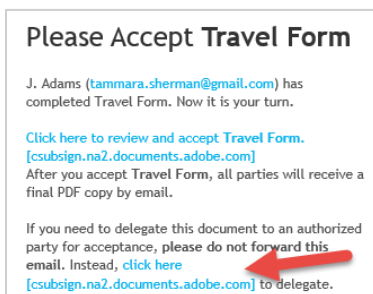 Please Accept Travel Form
J. Adams (tammara.sherman@gmail.com) has
completed Travel Form. Now it is your turn.
Click here to review and accept Travel Form.
[csubsign.na2.documents.adobe.com]
After you accept Travel Form, all parties will receive a
final PDF copy by email.
If you need to delegate this document to an authorized
party for acceptance, please do not forward this
email. Instead, click here
[csubsign.na2.documents.adobe.com] to delegate.